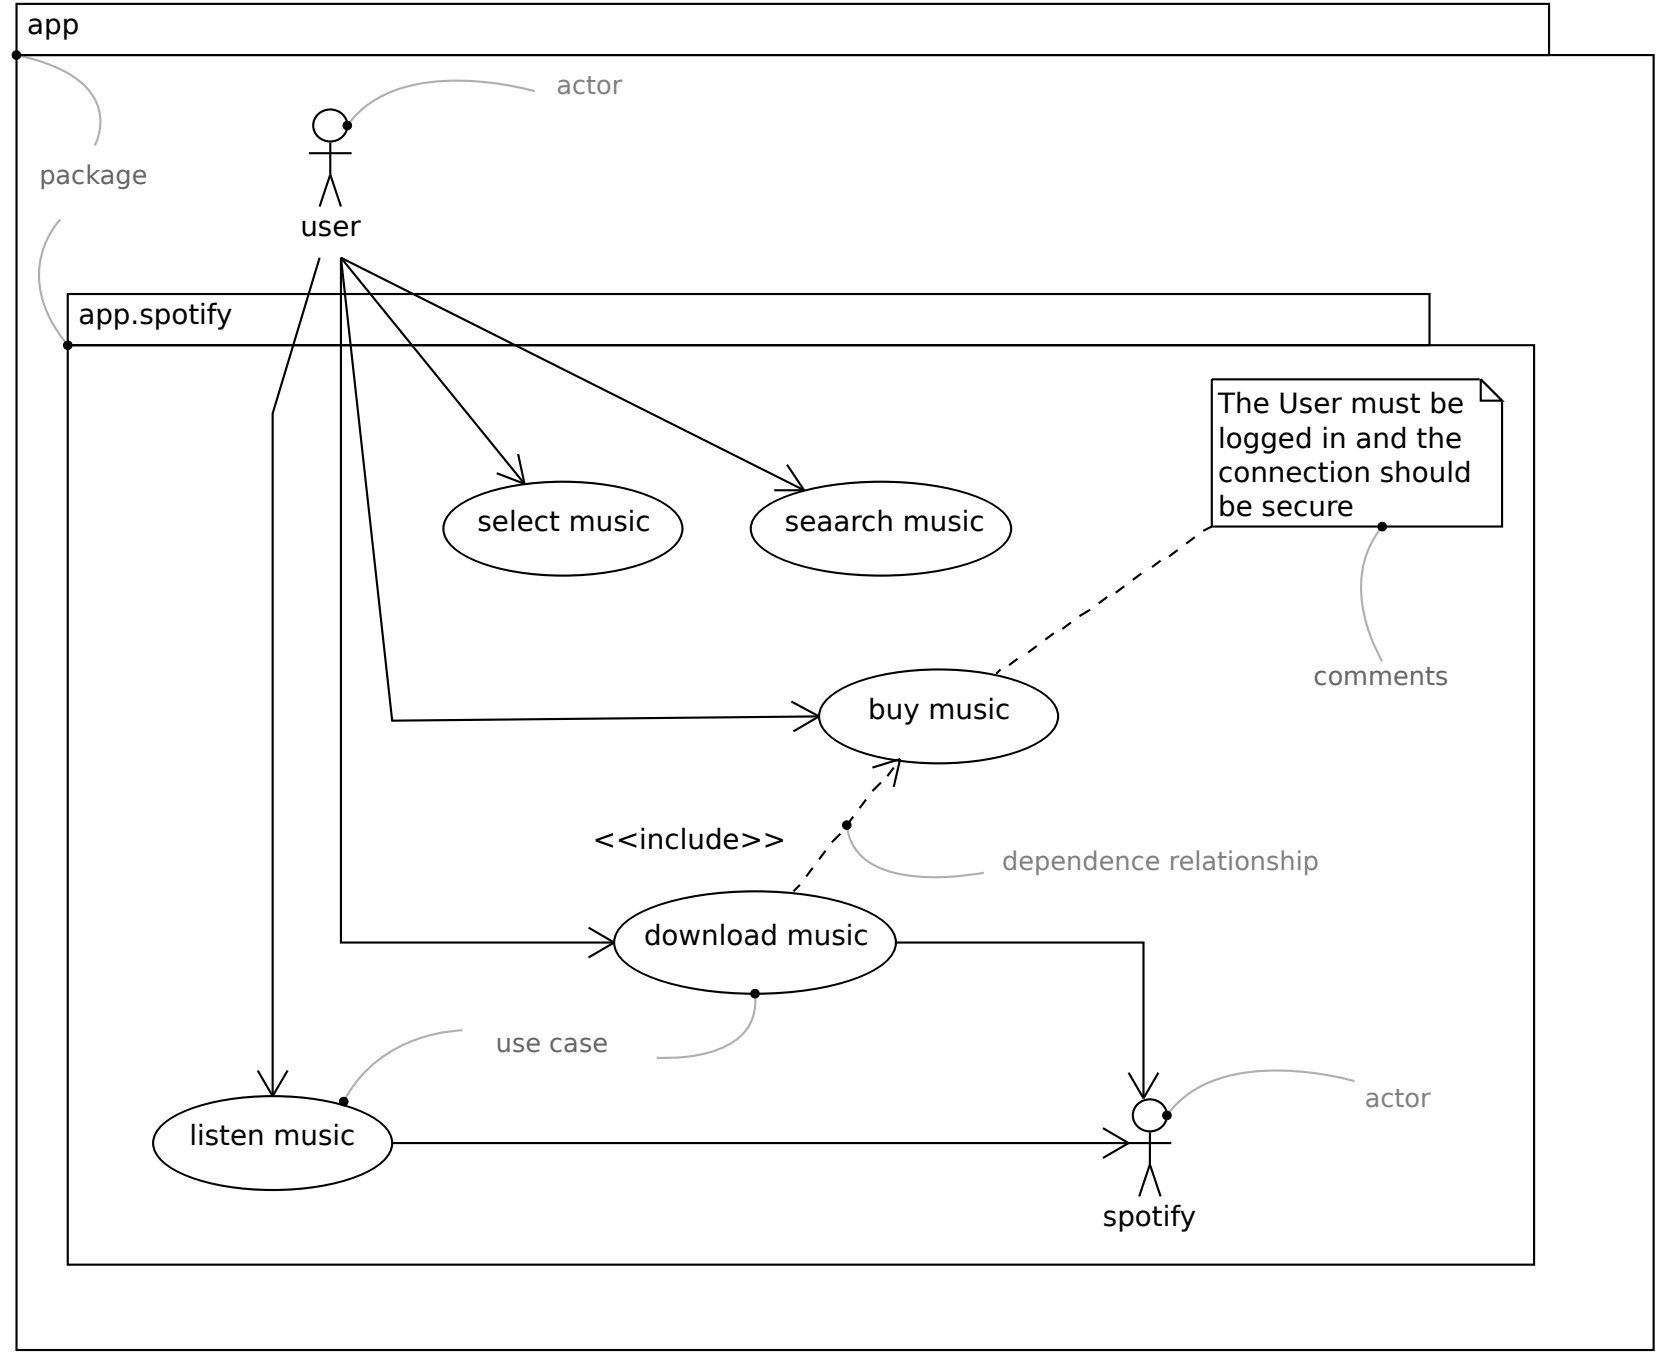 app
actor
package
user
app.spotify
The User must be
logged in and the
connection should
be secure
select music
seaarch music
comments
buy music
<<include>>
dependence relationship
download music
use case
actor
listen music
spotify